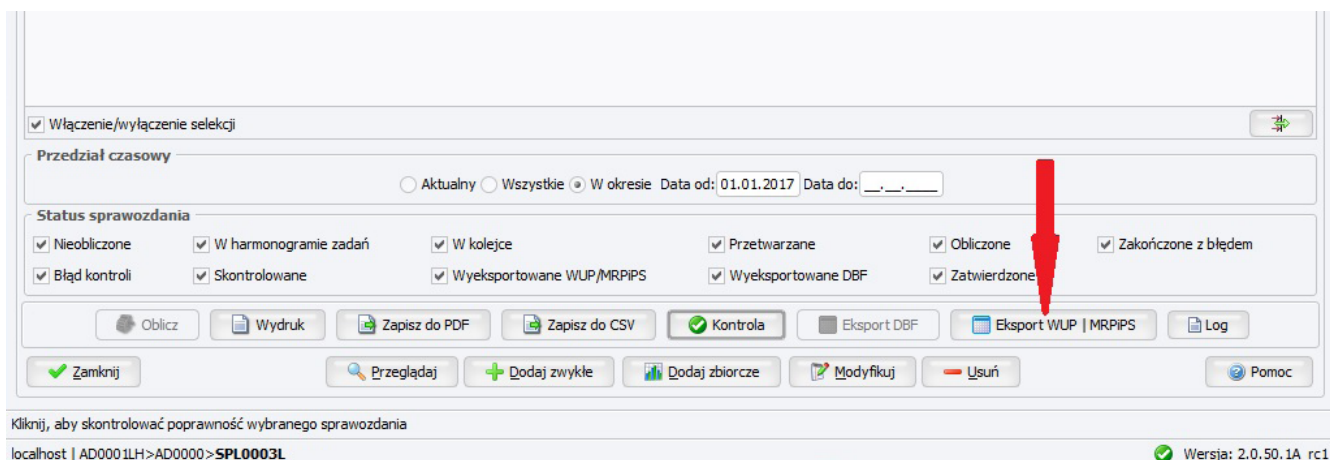 Włączenie/wyłączenie selekcji
Przedział czasowy
Aktualny Wszystkie W okresie Data od: 01.01.2017 Data do: __.__.____
Status sprawozdania
Nieobliczone W harmonogramie zadań W kolejce Przetwarzane Obliczone Zakończone z błędem
Błąd kontroli Skontrolowane Wyeksportowane WUP/MRPiPS Wyeksportowane DBF Zatwierdzone
Oblicz Wydruk Zapisz do PDF Zapisz do CSV Kontrola Eksport DBF Eksport WUP | MRPiPS Log
Zamknij Przeglądaj Dodaj zwykłe Dodaj zbiorcze Modyfikuj Usuń Pomoc
Kliknij, aby skontrolować poprawność wybranego sprawozdania
localhost | AD0001LH>AD0000>SPL0003L Wersja: 2.0.50.1A_rc1